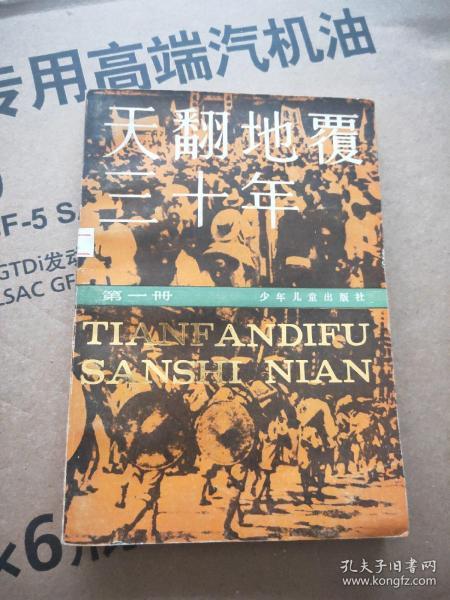 专用高端汽机油
F-5 S
GTDi发动
LSAC GF
×6
天翻地覆
三十年
第一册 少年儿童出版社
TIANFANDIFU
SANSHI NIAN
孔夫子旧书网
www.kongfz.com